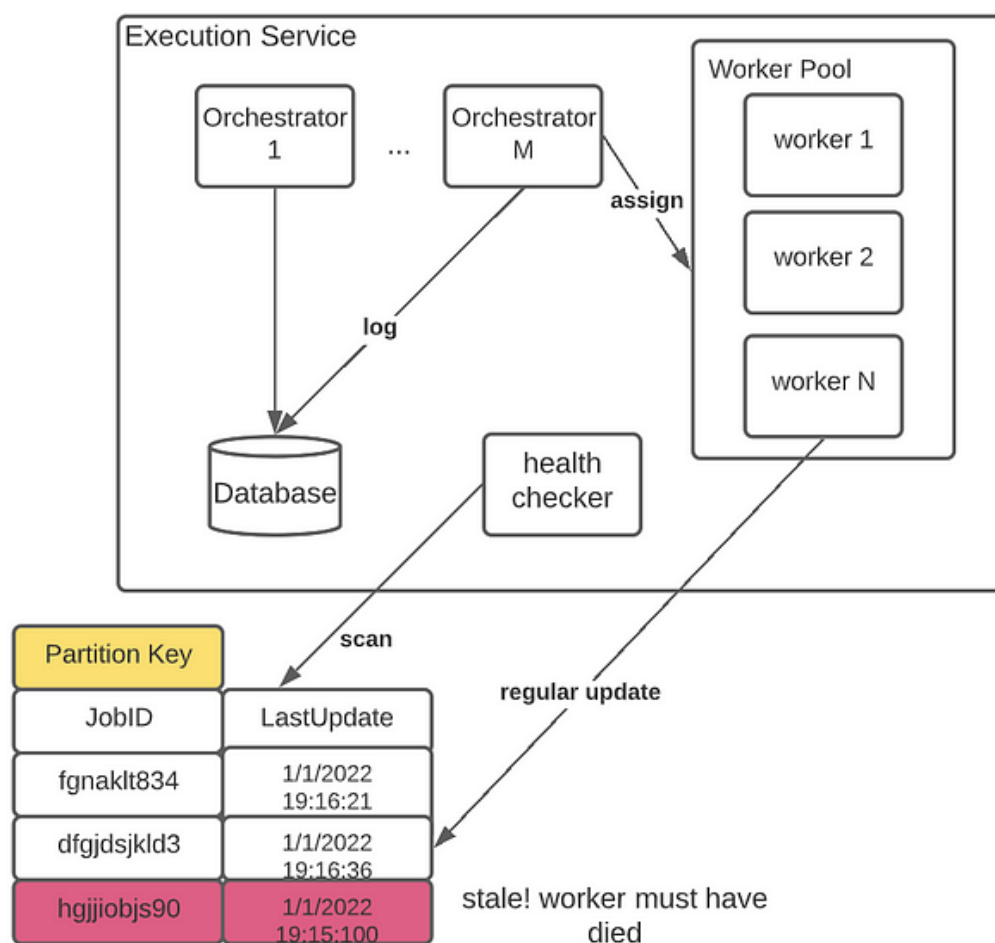 Execution Service
Worker Pool
Orchestrator
1
...
Orchestrator
M
worker 1
assign
worker 2
log
worker N
health
checker
Database
scan
Partition Key
regular update
JobID
LastUpdate
fgnaklt834
1/1/2022
19:16:21
dfgjdsjkld3
1/1/2022
19:16:36
hgjjiobjs90
1/1/2022
19:15:100
stale! worker must have
died